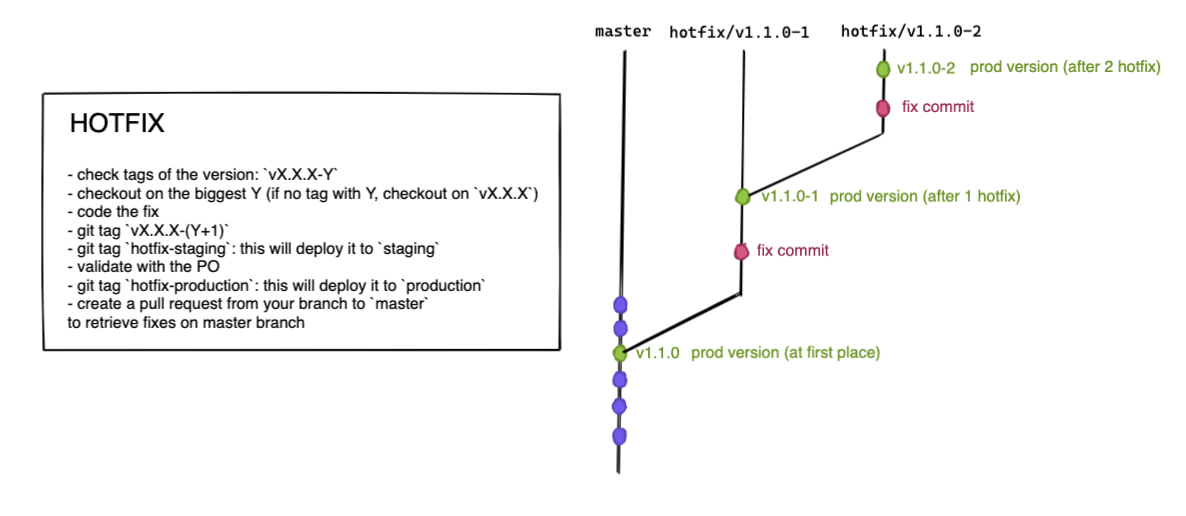 master
hotfix/v1.1.0-1
hotfix/v1.1.0-2
v1.1.0-2 prod version (after 2 hotfix)
fix commit
HOTFIX
- check tags of the version: `vX.X.X-Y`
- checkout on the biggest Y (if no tag with Y, checkout on `vX.X.X`)
- code the fix
- git tag `vX.X.X-(Y+1)`
- git tag `hotfix-staging`: this will deploy it to `staging`
- validate with the PO
- git tag `hotfix-production`: this will deploy it to `production`
- create a pull request from your branch to `master`
to retrieve fixes on master branch
v1.1.0-1 prod version (after 1 hotfix)
fix commit
v1.1.0 prod version (at first place)